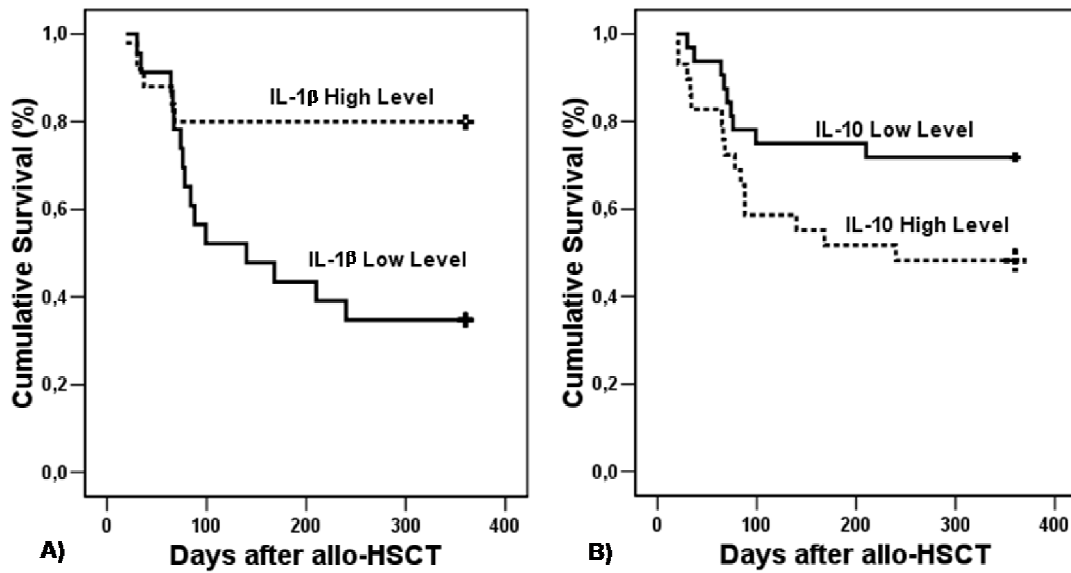 Cumulative Survival (%)
1,0
0,8
0,6
0,4
0,2
0,0
IL-1β High Level
IL-1β Low Level
0
100
200
300
400
A)
Days after allo-HSCT
Cumulative Survival (%)
1,0
0,8
0,6
0,4
0,2
0,0
IL-10 Low Level
IL-10 High Level
0
100
200
300
400
B)
Days after allo-HSCT